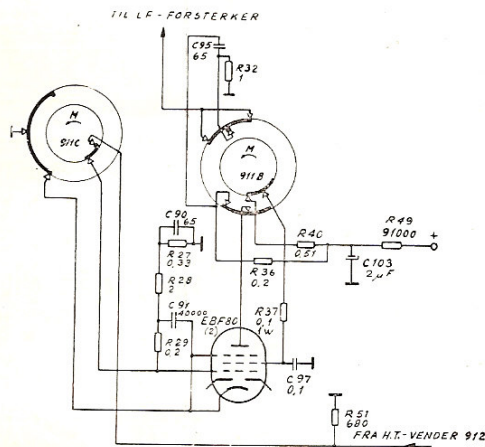 TIL LF-FORSTERKER
C95
65
R32
1
M
911C
M
911B
C90
65
R27
0,33
R28
2
R40
0,51
R49
91000
+
C103
2µF
R36
0,2
C91
40000
EBF80
(2)
R37
0,1
1W
R29
0,2
C97
0,1
R51
680
FRA H.T.-VENDER 912